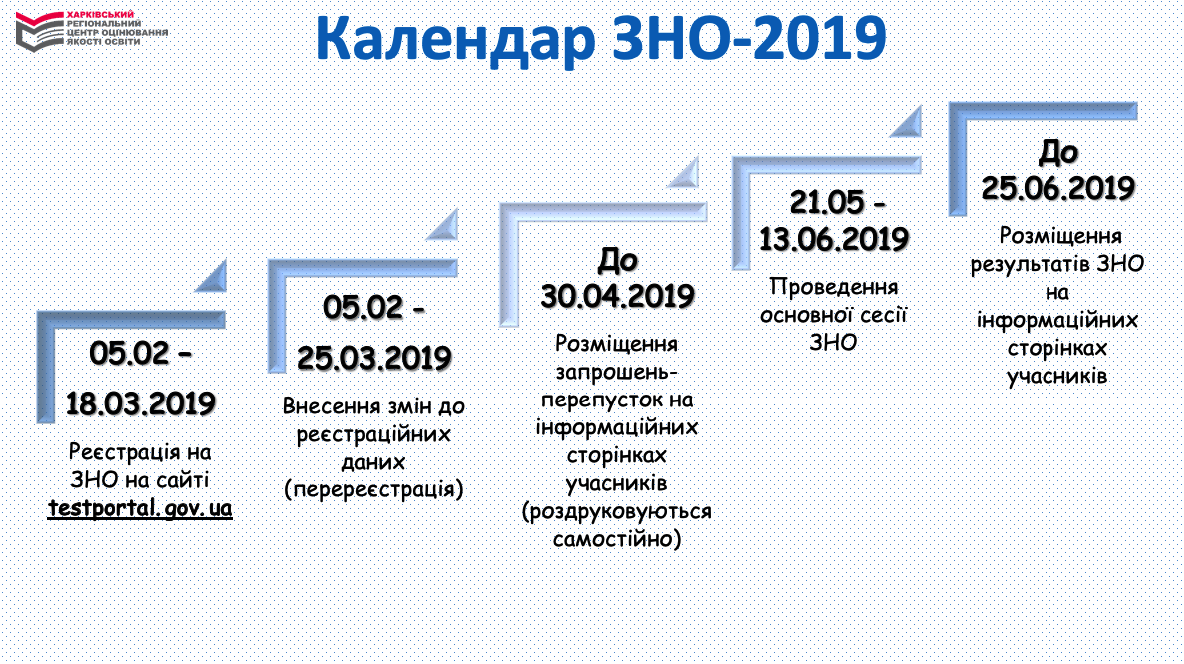 ХАРКІВСЬКИЙ
РЕГІОНАЛЬНИЙ
ЦЕНТР ОЦІНЮВАННЯ
ЯКОСТІ ОСВІТИ
Календар ЗНО-2019
05.02 –
18.03.2019
Реєстрація на
ЗНО на сайті
testportal.gov.ua
05.02 -
25.03.2019
Внесення змін до
реєстраційних
даних
(перереєстрація)
До
30.04.2019
Розміщення
запрошень-
перепусток на
інформаційних
сторінках
учасників
(роздруковуються
самостійно)
21.05 -
13.06.2019
Проведення
основної сесії
ЗНО
До
25.06.2019
Розміщення
результатів ЗНО
на
інформаційних
сторінках
учасників